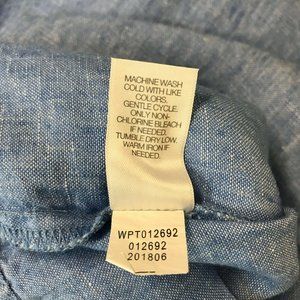 MACHINE WASH
COLD WITH LIKE
COLORS.
GENTLE CYCLE.
ONLY NON-
CHLORINE BLEACH
IF NEEDED.
TUMBLE DRY LOW.
WARM IRON IF
NEEDED.
WPT012692
012692
201806